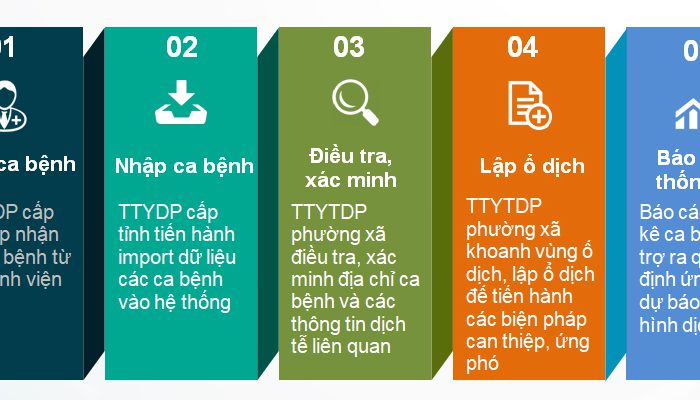 01
ca bệnh
DP cấp
p nhận
bệnh từ
nh viện
02
Nhập ca bệnh
TTYDP cấp
tỉnh tiến hành
import dữ liệu
các ca bệnh
vào hệ thống
03
Điều tra,
xác minh
TTYTDP
phường xã
điều tra, xác
minh địa chỉ ca
bệnh và các
thông tin dịch
tễ liên quan
04
Lập ổ dịch
TTYTDP
phường xã
khoanh vùng ổ
dịch, lập ổ dịch
để tiến hành
các biện pháp
can thiệp, ứng
phó
0
Báo
thốn
Báo cá
kê ca b
trợ ra q
định ứn
dự báo
hình dịc